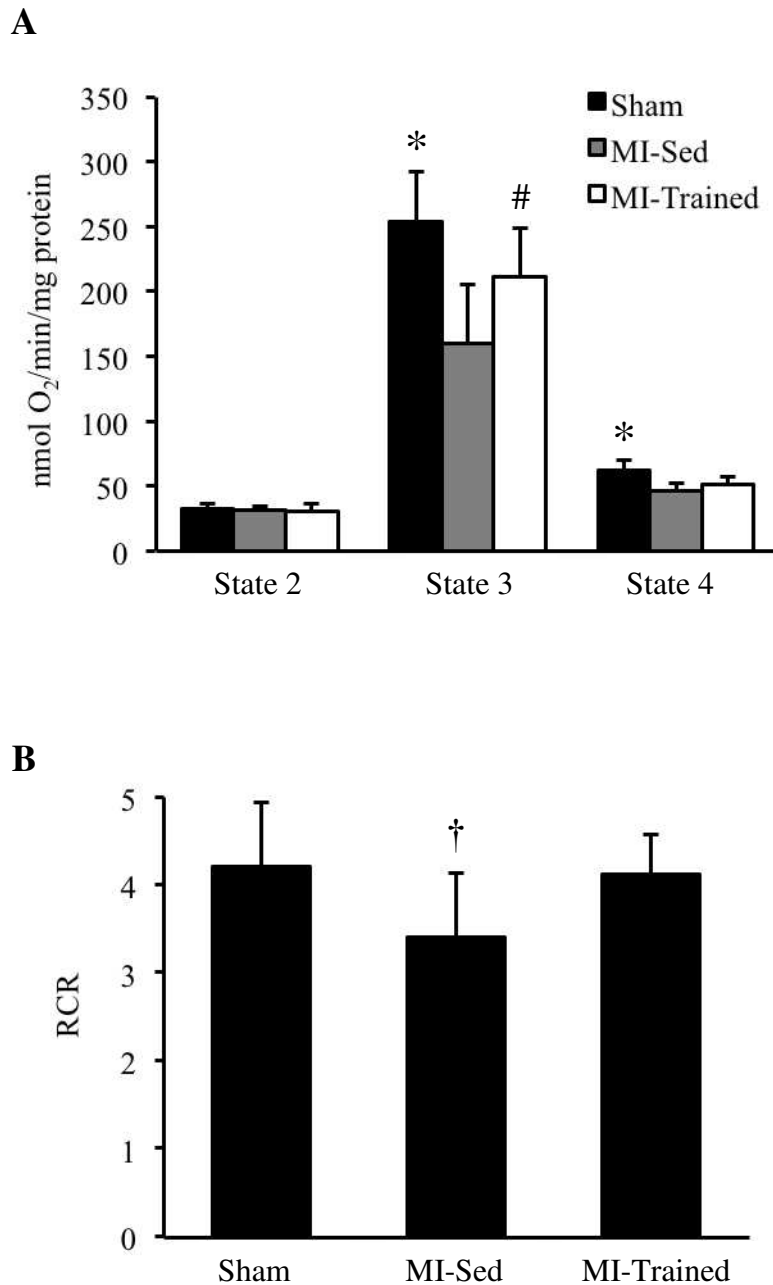 A
nmol O₂/min/mg protein
350
300
250
200
150
100
50
0
* # *
Sham
MI-Sed
MI-Trained
State 2 State 3 State 4
B
RCR
5
4
3
2
1
0
†
Sham MI-Sed MI-Trained